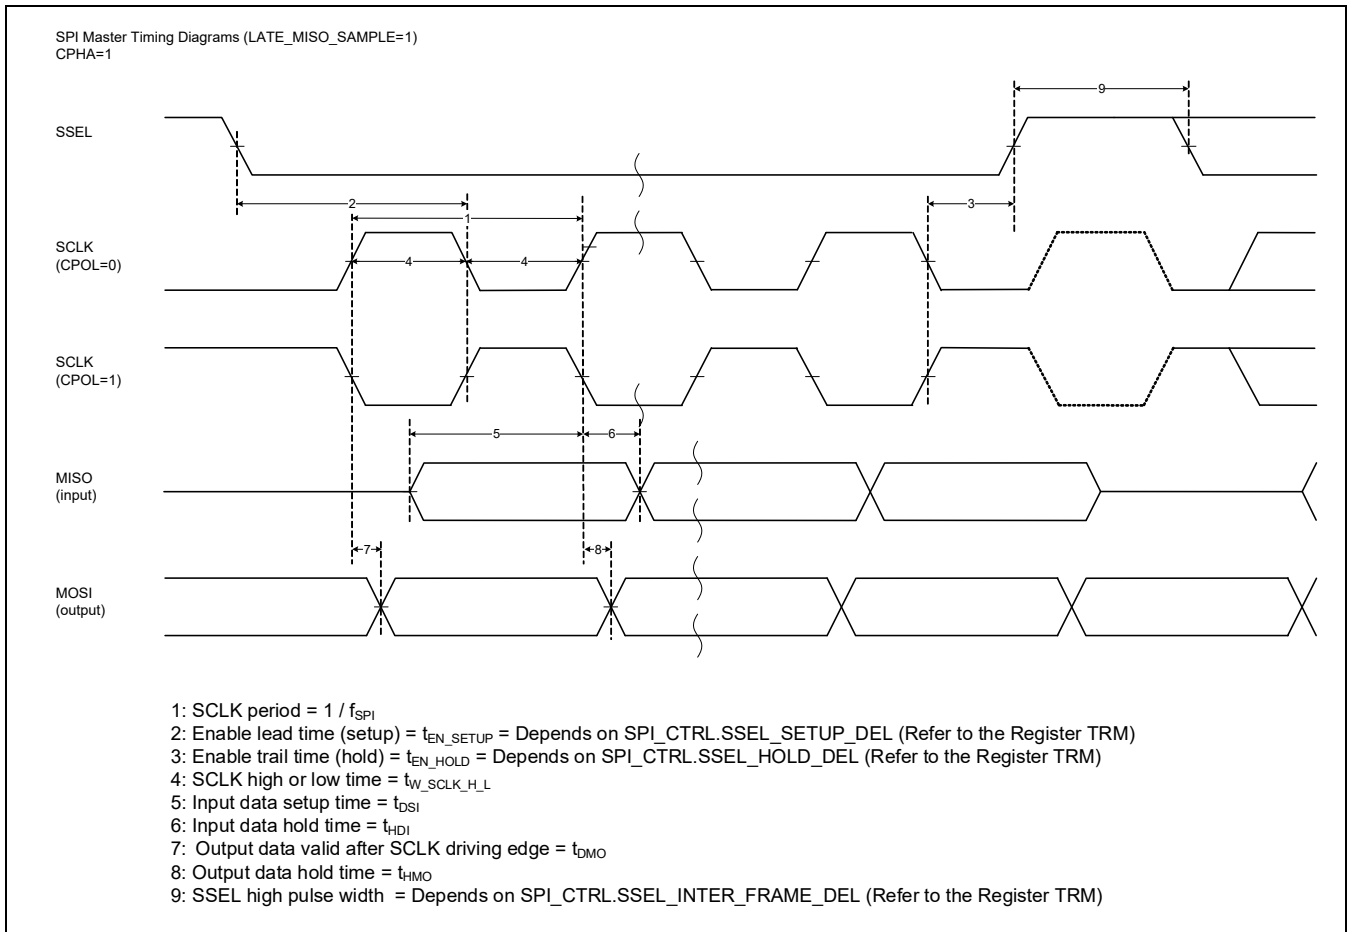 SPI Master Timing Diagrams (LATE_MISO_SAMPLE=1)
CPHA=1
9
SSEL
2
3
1
SCLK
(CPOL=0)
4
4
SCLK
(CPOL=1)
5
6
MISO
(input)
7
8
MOSI
(output)
1: SCLK period = 1 / fSPI
2: Enable lead time (setup) = tEN_SETUP = Depends on SPI_CTRL.SSEL_SETUP_DEL (Refer to the Register TRM)
3: Enable trail time (hold) = tEN_HOLD = Depends on SPI_CTRL.SSEL_HOLD_DEL (Refer to the Register TRM)
4: SCLK high or low time = tW_SCLK_H_L
5: Input data setup time = tDSI
6: Input data hold time = tHDI
7: Output data valid after SCLK driving edge = tDMO
8: Output data hold time = tHMO
9: SSEL high pulse width = Depends on SPI_CTRL.SSEL_INTER_FRAME_DEL (Refer to the Register TRM)